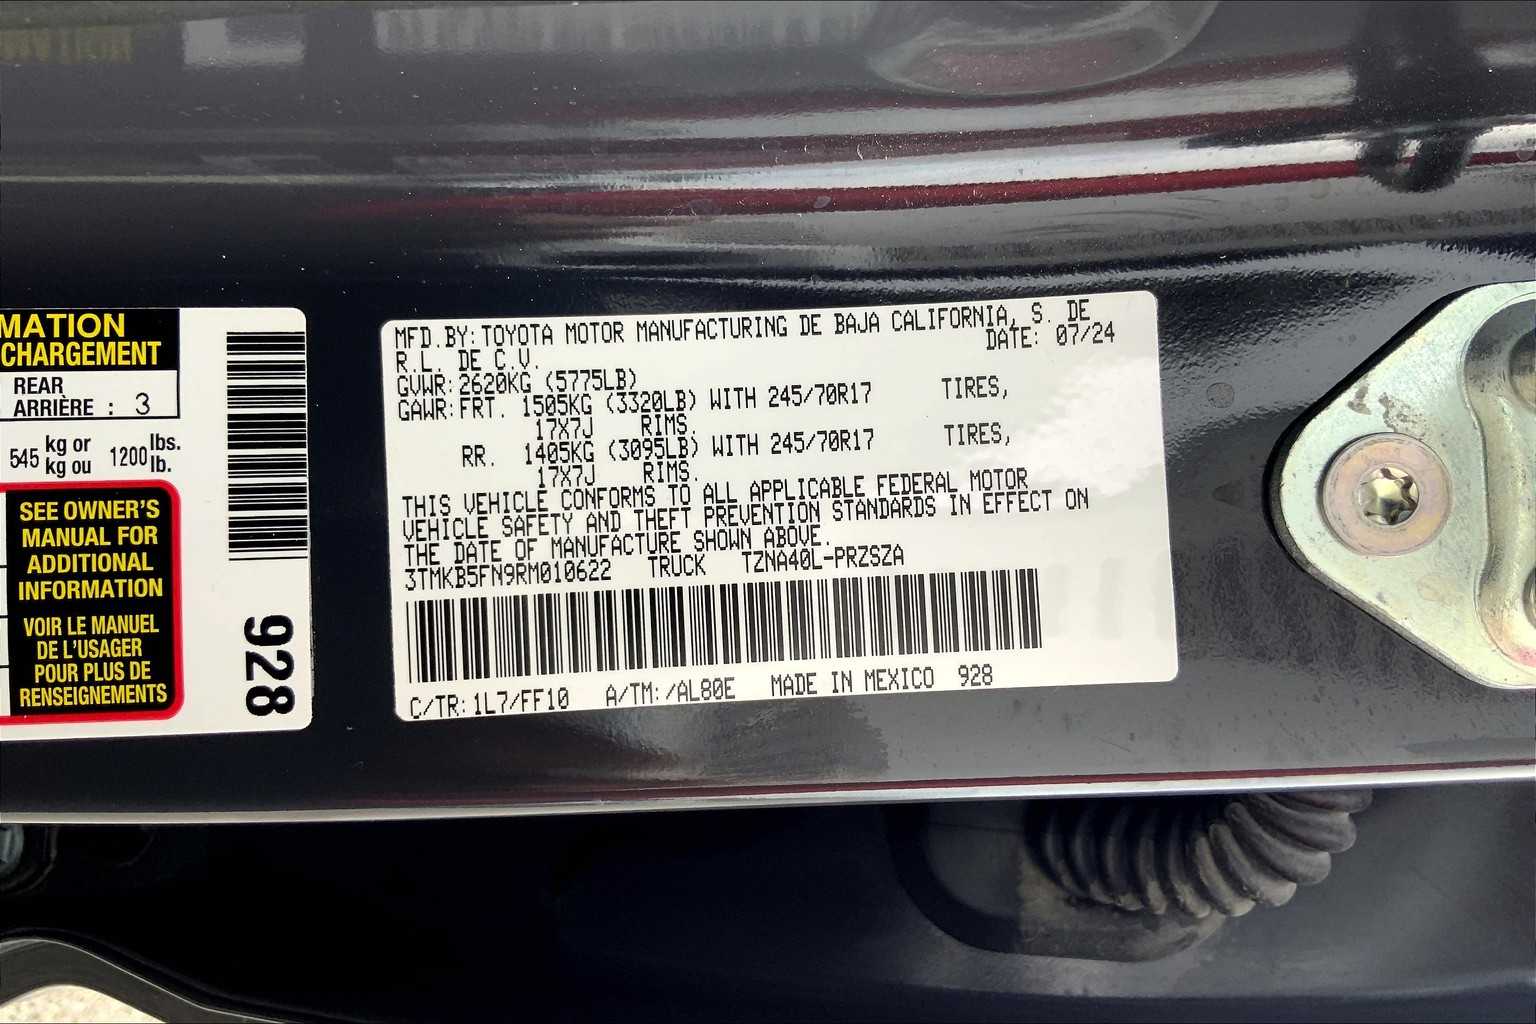 MATION
CHARGEMENT
REAR
ARRIÈRE : 3
545 kg or
kg ou 1200 lbs.
lb.
SEE OWNER'S
MANUAL FOR
ADDITIONAL
INFORMATION
VOIR LE MANUEL
DE L'USAGER
POUR PLUS DE
RENSEIGNEMENTS
928
MFD.BY:TOYOTA MOTOR MANUFACTURING DE BAJA CALIFORNIA, S. DE
R.L. DE C.V. DATE: 07/24
GVWR:2620KG (5775LB)
GAWR:FRT. 1505KG (3320LB) WITH 245/70R17 TIRES,
17X7J RIMS.
RR. 1405KG (3095LB) WITH 245/70R17 TIRES,
17X7J RIMS.
THIS VEHICLE CONFORMS TO ALL APPLICABLE FEDERAL MOTOR
VEHICLE SAFETY AND THEFT PREVENTION STANDARDS IN EFFECT ON
THE DATE OF MANUFACTURE SHOWN ABOVE.
3TMKB5FN9RM010622 TRUCK TZNA40L-PRZSZA
C/TR:1L7/FF10 A/TM:/AL80E MADE IN MEXICO 928